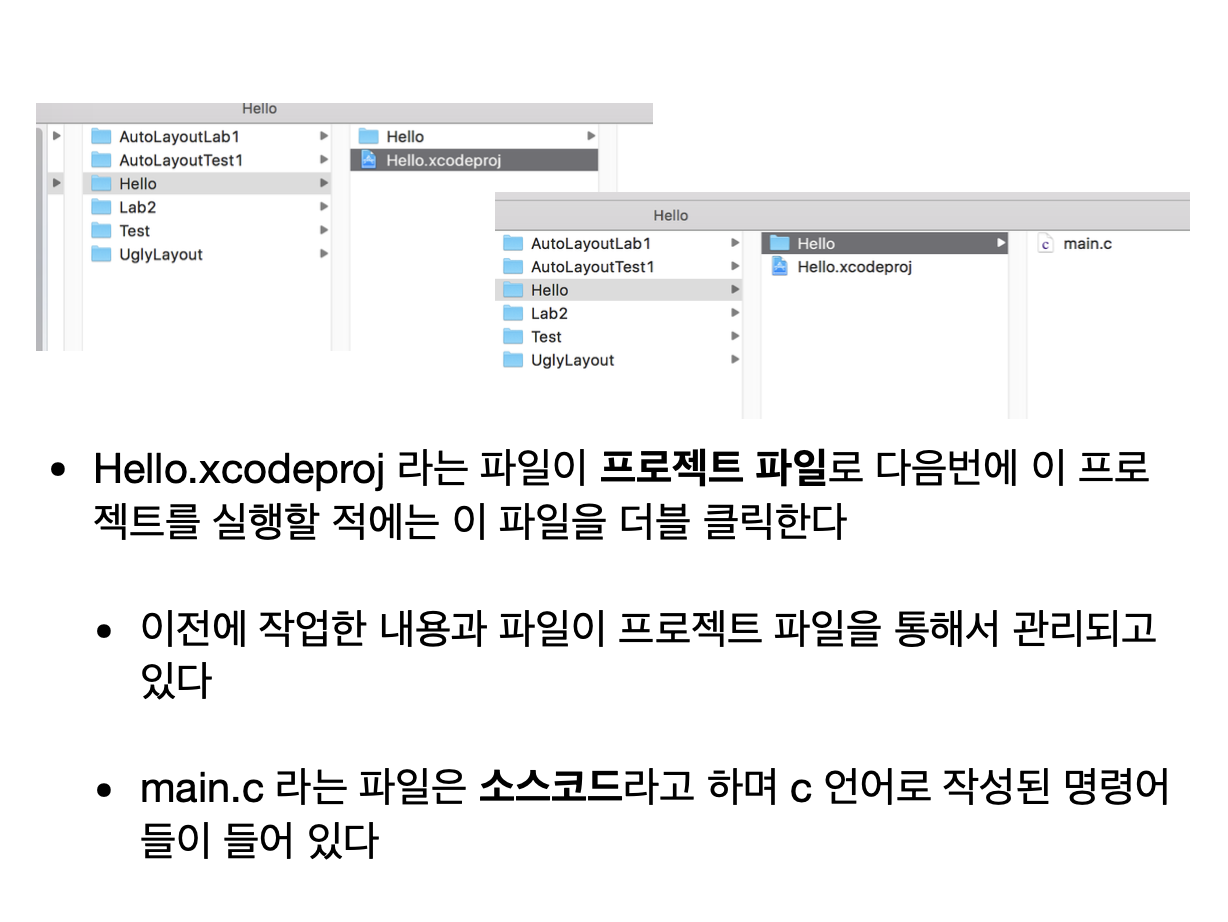 Hello
AutoLayoutLab1
AutoLayoutTest1
Hello
Lab2
Test
UglyLayout
Hello
Hello.xcodeproj
Hello
AutoLayoutLab1
AutoLayoutTest1
Hello
Lab2
Test
UglyLayout
Hello
Hello.xcodeproj
c main.c
• Hello.xcodeproj 라는 파일이 프로젝트 파일로 다음번에 이 프로
젝트를 실행할 적에는 이 파일을 더블 클릭한다
• 이전에 작업한 내용과 파일이 프로젝트 파일을 통해서 관리되고
있다
• main.c 라는 파일은 소스코드라고 하며 c 언어로 작성된 명령어
들이 들어 있다